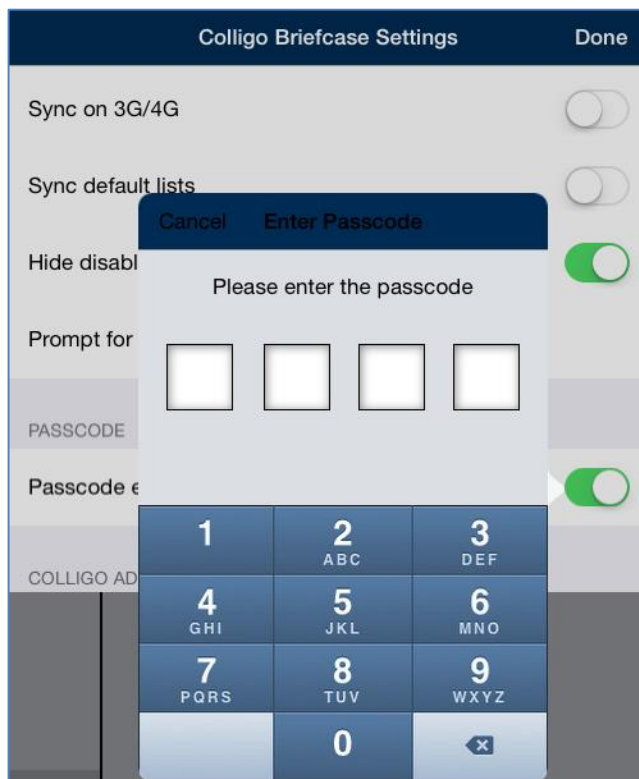 Colligo Briefcase Settings Done
Sync on 3G/4G
Sync default lists
Cancel Enter Passcode
Hide disabl
Please enter the passcode
Prompt for
PASSCODE
Passcode e
1 2 3
ABC DEF
COLLIGO AD
4 5 6
GHI JKL MNO
7 8 9
PQRS TUV WXYZ
0